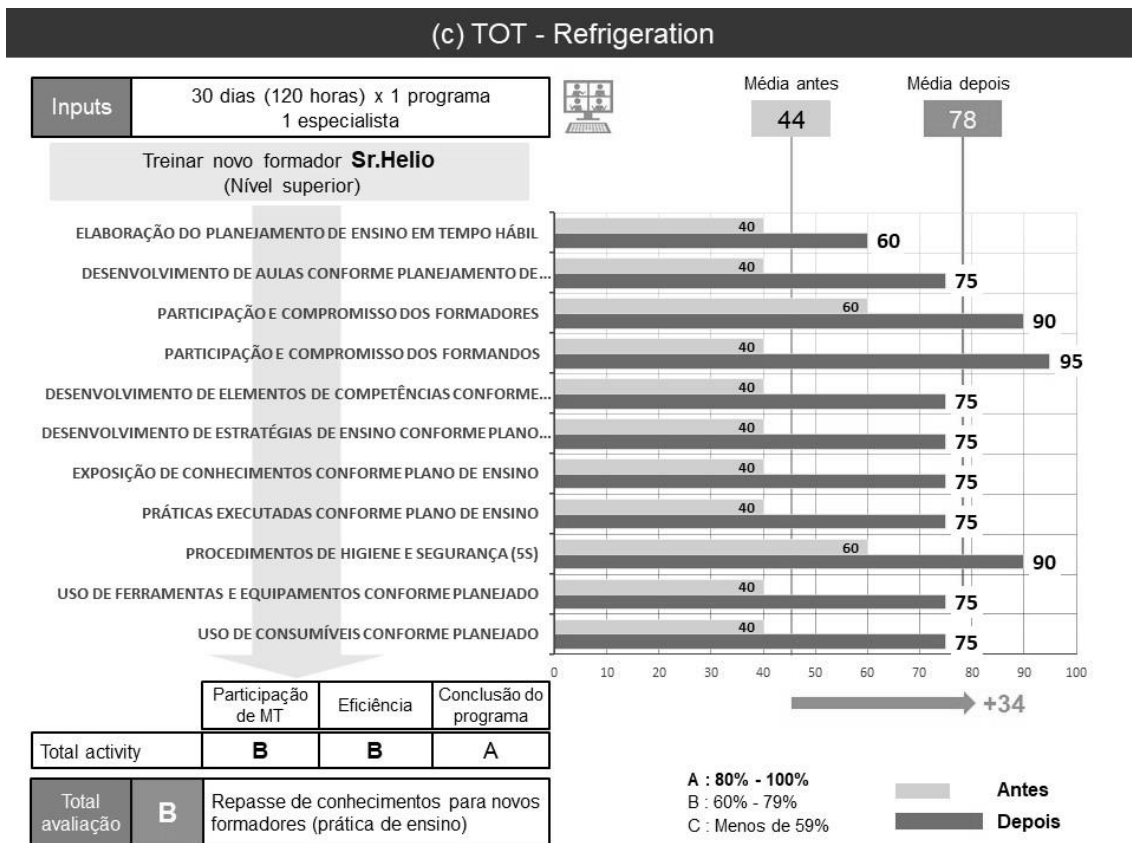 (c) TOT - Refrigeration
Inputs
30 dias (120 horas) x 1 programa
1 especialista
Média antes
44
Média depois
78
Treinar novo formador Sr.Helio
(Nível superior)
ELABORAÇÃO DO PLANEJAMENTO DE ENSINO EM TEMPO HÁBIL
40
60
DESENVOLVIMENTO DE AULAS CONFORME PLANEJAMENTO DE...
40
75
PARTICIPAÇÃO E COMPROMISSO DOS FORMADORES
60
90
PARTICIPAÇÃO E COMPROMISSO DOS FORMANDOS
40
95
DESENVOLVIMENTO DE ELEMENTOS DE COMPETÊNCIAS CONFORME...
40
75
DESENVOLVIMENTO DE ESTRATÉGIAS DE ENSINO CONFORME PLANO...
40
75
EXPOSIÇÃO DE CONHECIMENTOS CONFORME PLANO DE ENSINO
40
75
PRÁTICAS EXECUTADAS CONFORME PLANO DE ENSINO
40
75
PROCEDIMENTOS DE HIGIENE E SEGURANÇA (5S)
60
90
USO DE FERRAMENTAS E EQUIPAMENTOS CONFORME PLANEJADO
40
75
USO DE CONSUMÍVEIS CONFORME PLANEJADO
40
75
0 10 20 30 40 50 60 70 80 90 100
+34
Participação de MT
Eficiência
Conclusão do programa
Total activity
B
B
A
Total avaliação
B
Repasse de conhecimentos para novos
formadores (prática de ensino)
A : 80% - 100%
B : 60% - 79%
C : Menos de 59%
Antes
Depois